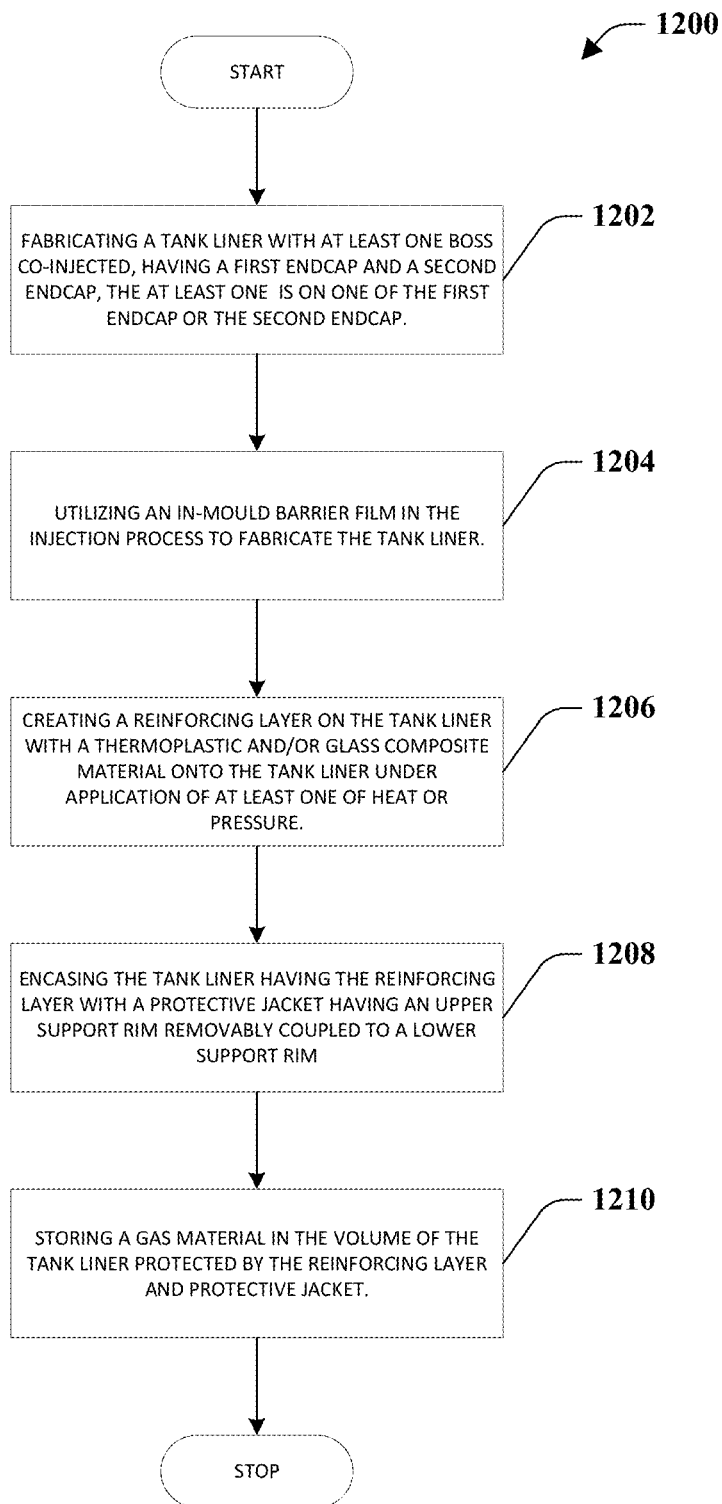 1200
START
1202
FABRICATING A TANK LINER WITH AT LEAST ONE BOSS
CO-INJECTED, HAVING A FIRST ENDCAP AND A SECOND
ENDCAP, THE AT LEAST ONE IS ON ONE OF THE FIRST
ENDCAP OR THE SECOND ENDCAP.
1204
UTILIZING AN IN-MOULD BARRIER FILM IN THE
INJECTION PROCESS TO FABRICATE THE TANK LINER.
1206
CREATING A REINFORCING LAYER ON THE TANK LINER
WITH A THERMOPLASTIC AND/OR GLASS COMPOSITE
MATERIAL ONTO THE TANK LINER UNDER
APPLICATION OF AT LEAST ONE OF HEAT OR
PRESSURE.
1208
ENCASING THE TANK LINER HAVING THE REINFORCING
LAYER WITH A PROTECTIVE JACKET HAVING AN UPPER
SUPPORT RIM REMOVABLY COUPLED TO A LOWER
SUPPORT RIM
1210
STORING A GAS MATERIAL IN THE VOLUME OF THE
TANK LINER PROTECTED BY THE REINFORCING LAYER
AND PROTECTIVE JACKET.
STOP